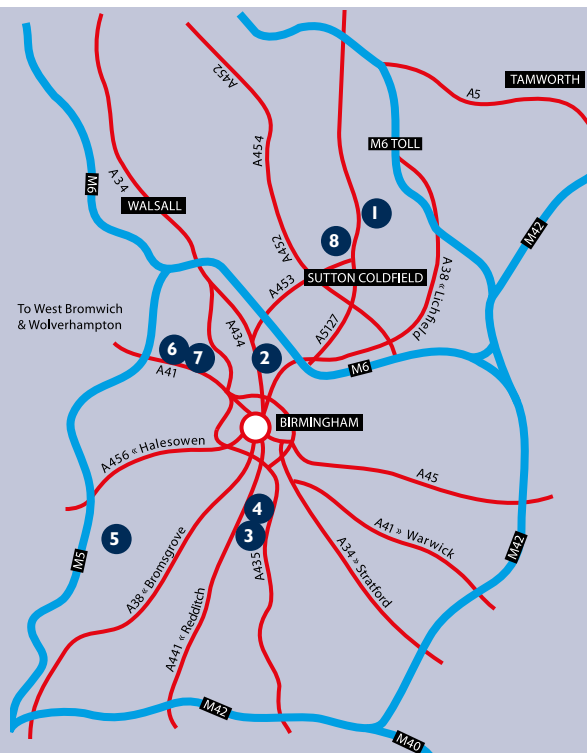 A452
TAMWORTH
A5
M6 TOLL
A454
M6
A34
WALSALL
1
8
M42
A452
SUTTON COLDFIELD
A453
A38 « Lichfield
To West Bromwich
& Wolverhampton
A434
A5127
6
7
2
A41
M6
BIRMINGHAM
A456 « Halesowen
A45
4
3
A41 » Warwick
5
M5
M42
A435
A34 » Stratford
A38 « Bromsgrove
A441 « Redditch
M42
M40